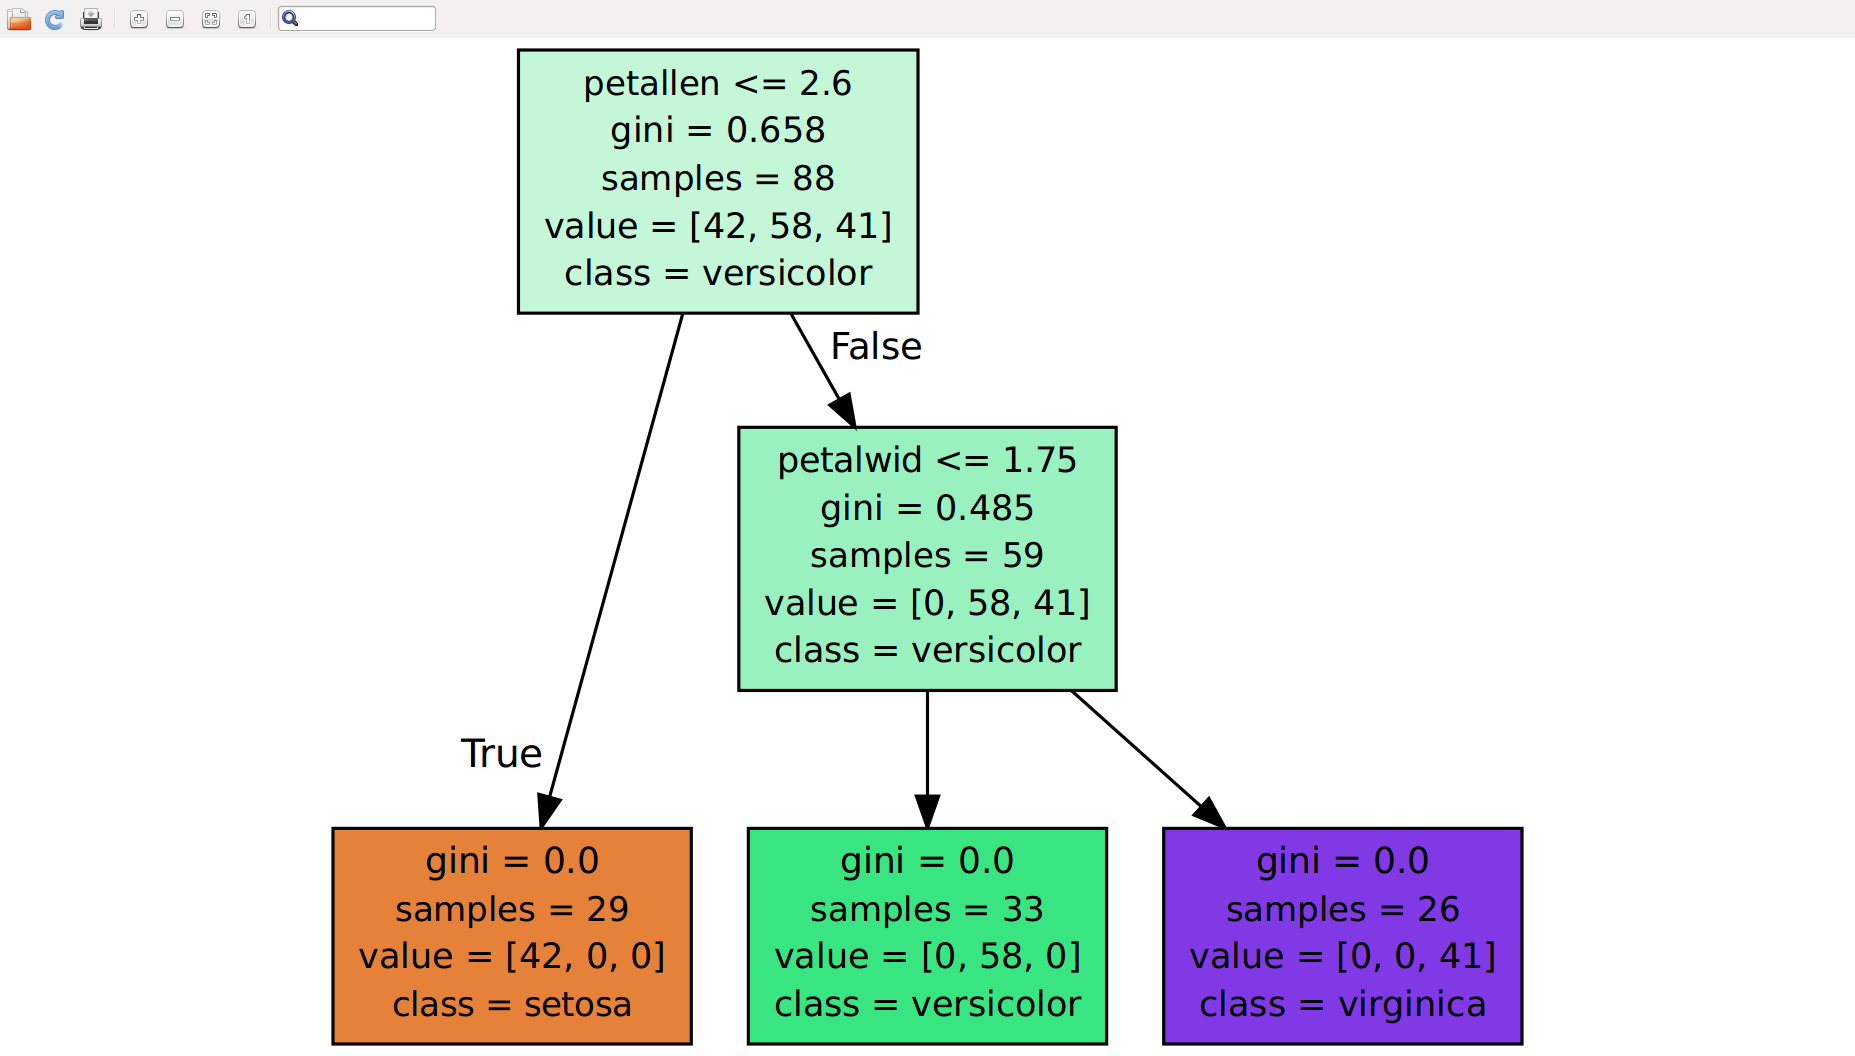 petallen <= 2.6
gini = 0.658
samples = 88
value = [42, 58, 41]
class = versicolor
False
petalwid <= 1.75
gini = 0.485
samples = 59
value = [0, 58, 41]
class = versicolor
True
gini = 0.0
samples = 29
value = [42, 0, 0]
class = setosa
gini = 0.0
samples = 33
value = [0, 58, 0]
class = versicolor
gini = 0.0
samples = 26
value = [0, 0, 41]
class = virginica